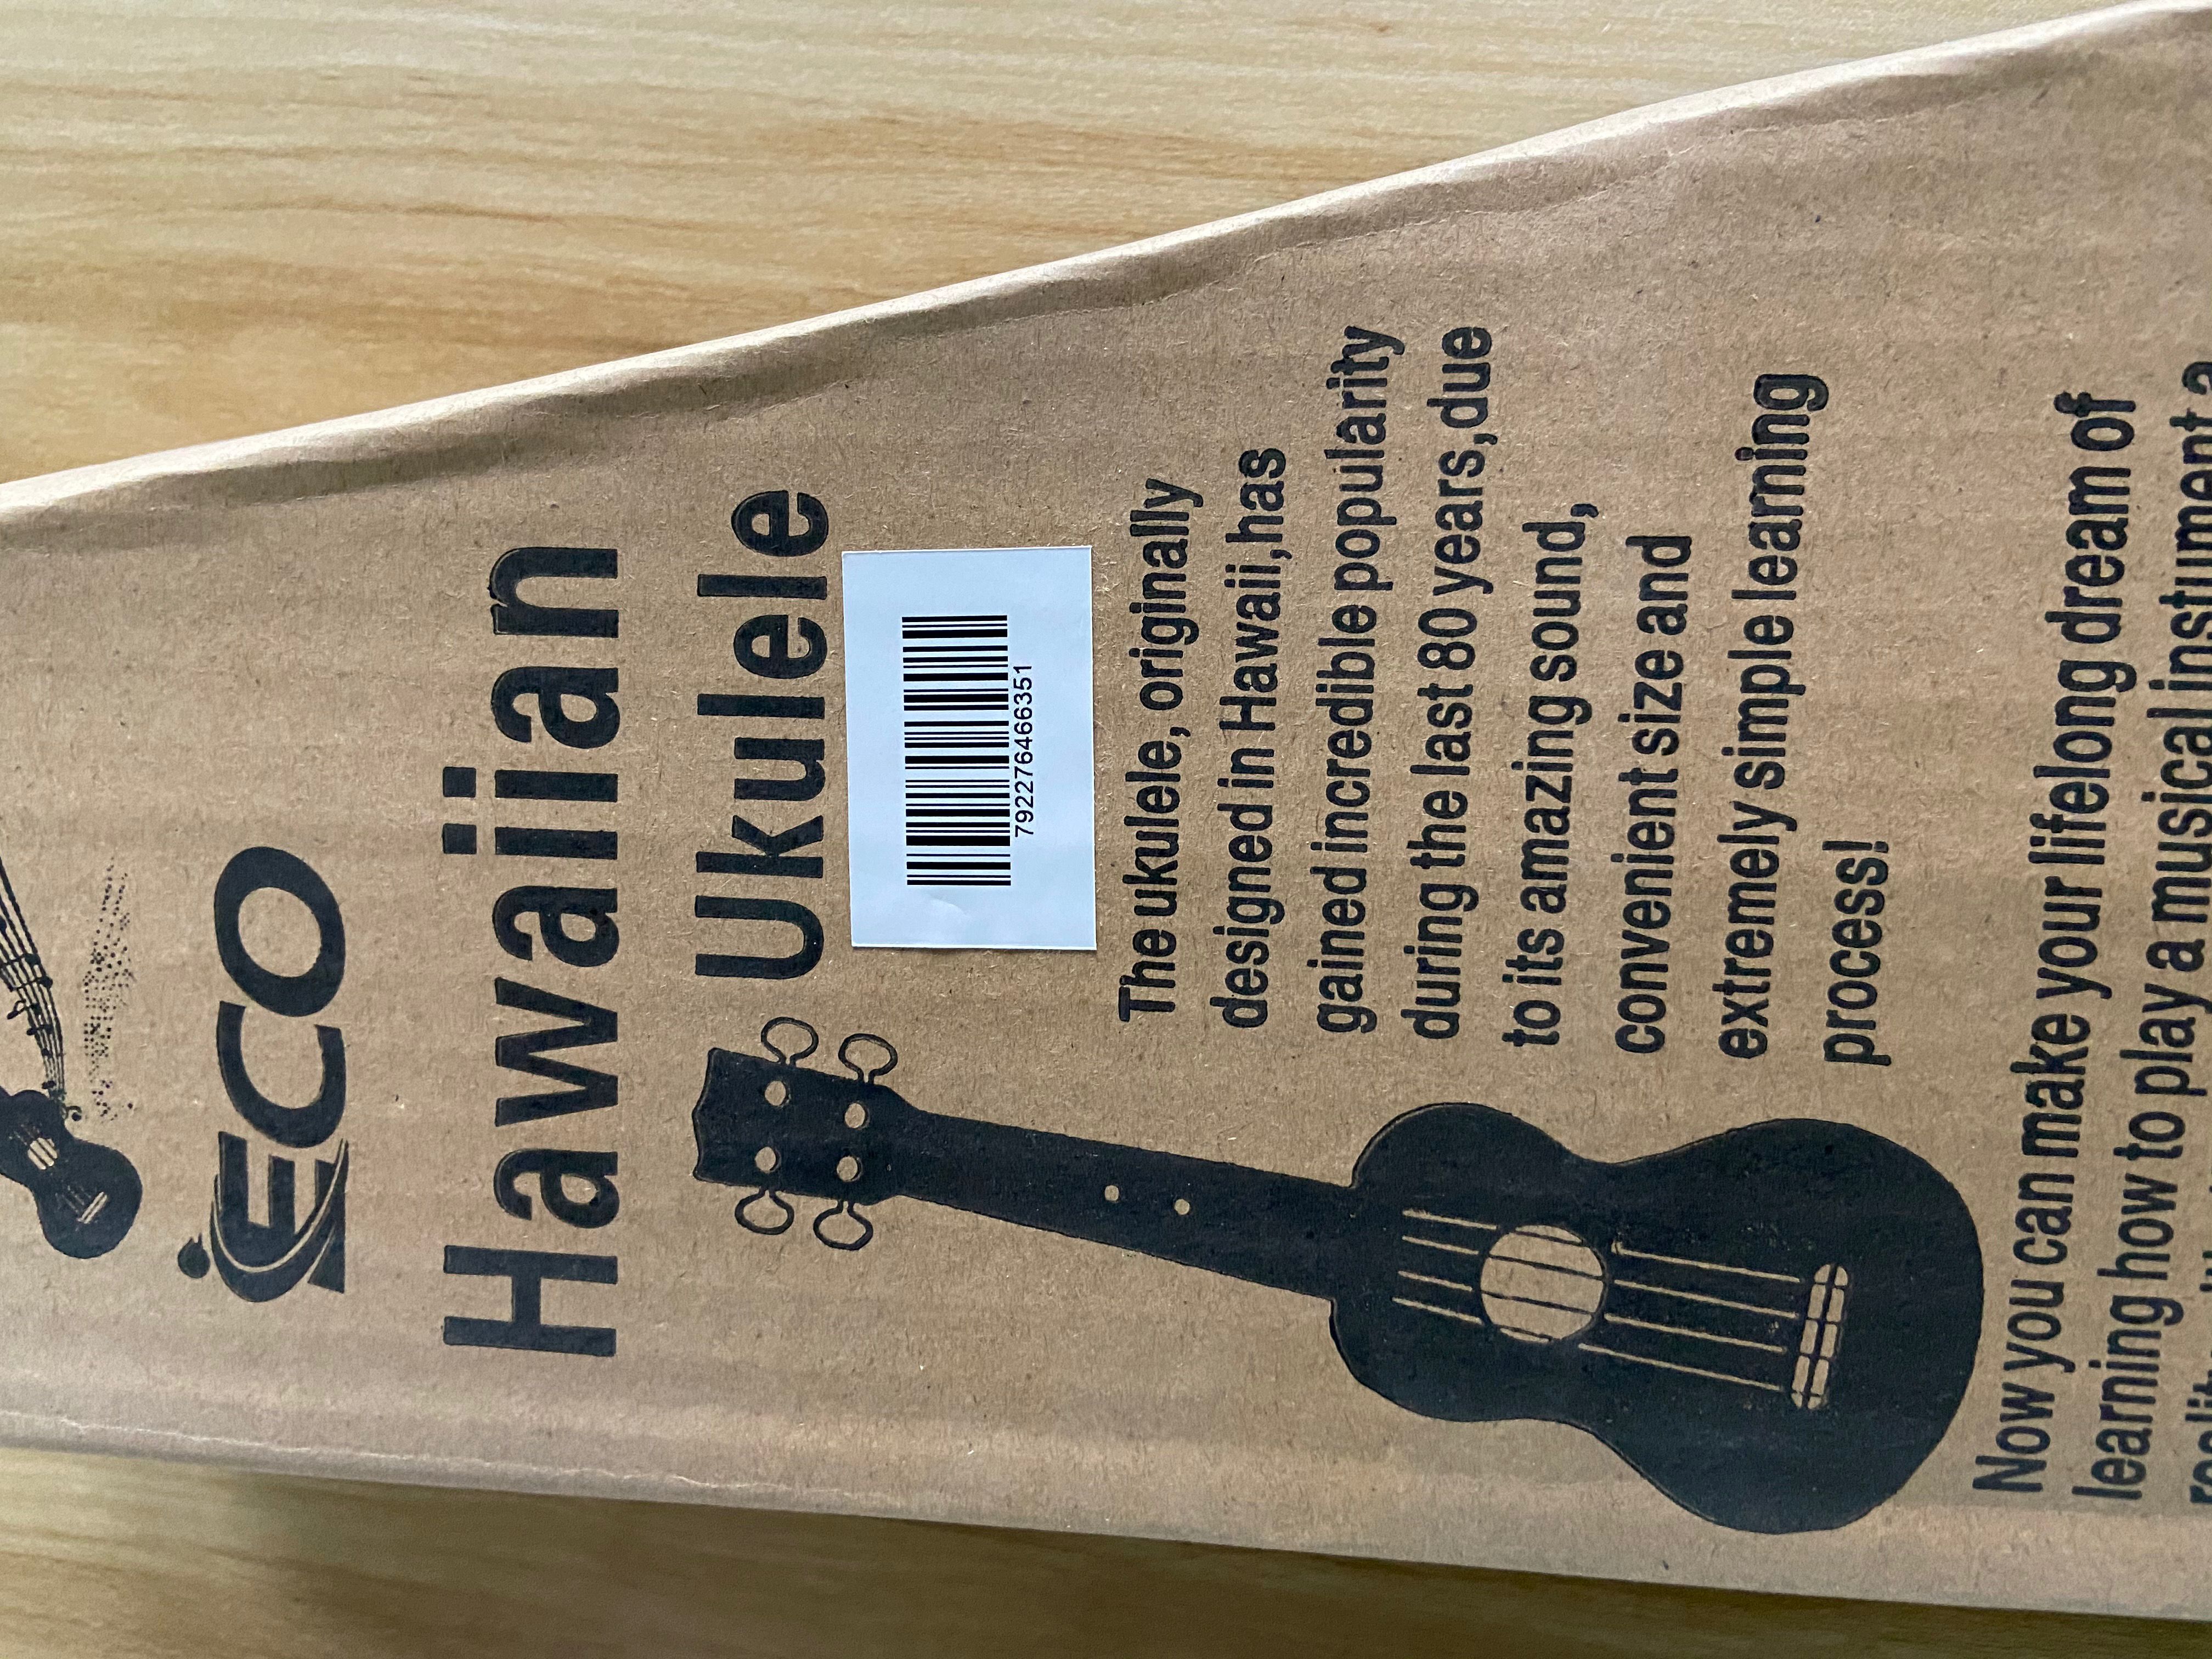 ECO
Hawaiian
Ukulele
792277646 6351
The ukulele, originally
designed in Hawaii,has
gained incredible popularity
during the last 80 years,due
to its amazing sound,
convenient size and
extremely simple learning
process!
Now you can make your lifelong dream of
learning how to play a musical instument a